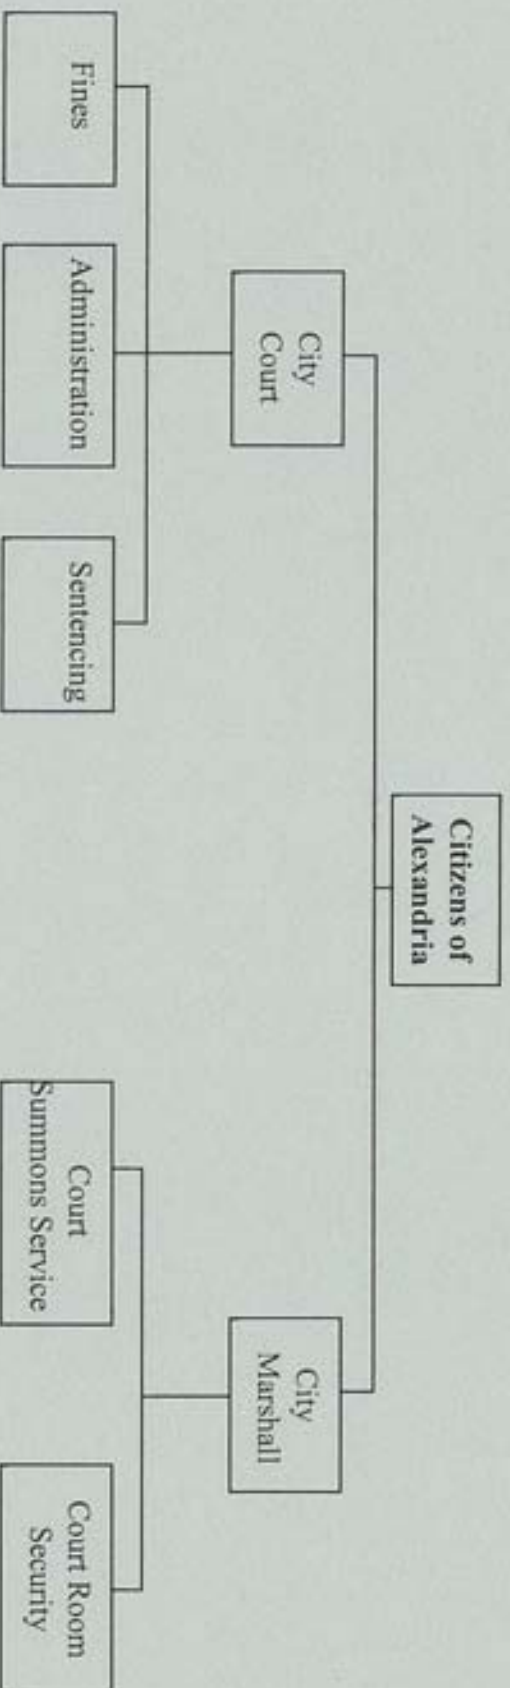 Citizens of
Alexandria
City
Court
City
Marshall
Fines
Administration
Sentencing
Court
Summons Service
Court Room
Security